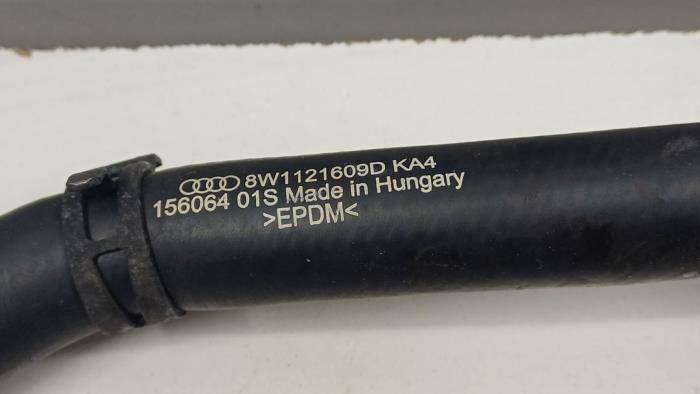 8W1121609D KA4
156064 01S Made in Hungary
>EPDM<